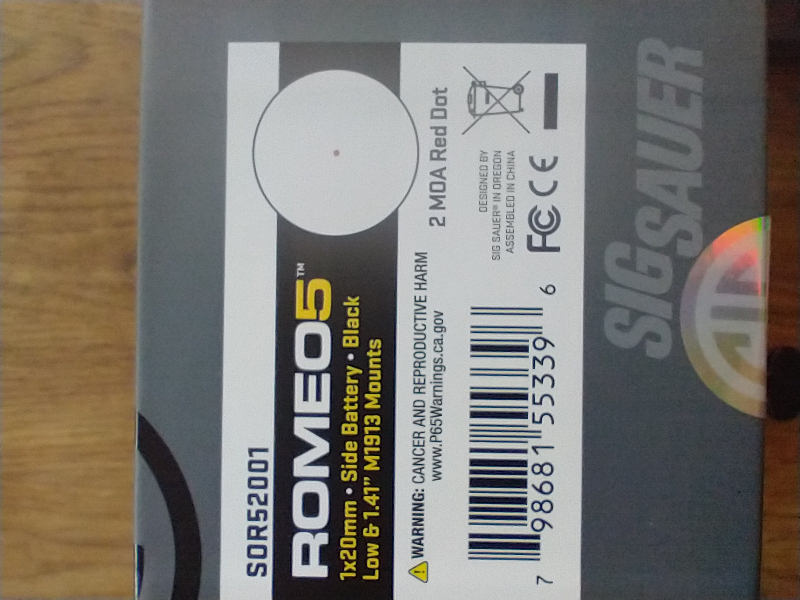 SOR52001
ROMEO5™
1x20mm • Side Battery • Black
Low & 1.41" M1913 Mounts
2 MOA Red Dot
WARNING: CANCER AND REPRODUCTIVE HARM
www.P65Warnings.ca.gov
DESIGNED BY
SIG SAUER® IN OREGON
ASSEMBLED IN CHINA
FC CE
7 98681 55339 6
SIG SAUER